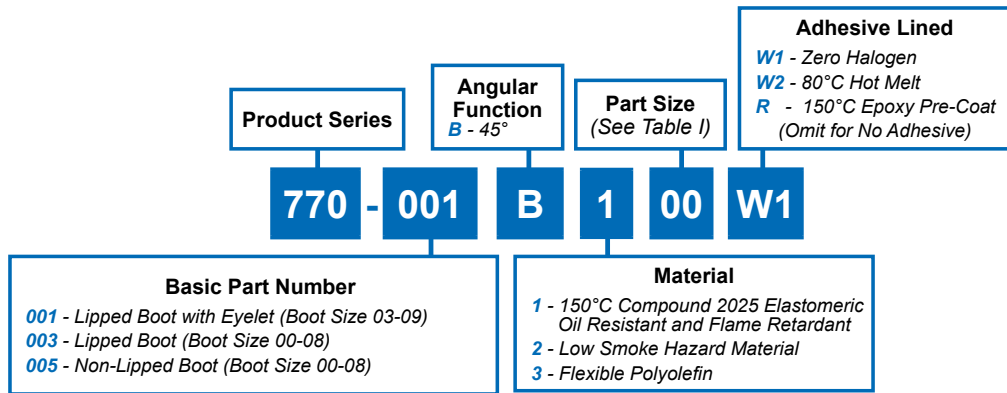 Adhesive Lined
W1 - Zero Halogen
W2 - 80°C Hot Melt
R - 150°C Epoxy Pre-Coat
(Omit for No Adhesive)
Angular
Function
B - 45°
Part Size
(See Table I)
Product Series
770 - 001 B 1 00 W1
Basic Part Number
001 - Lipped Boot with Eyelet (Boot Size 03-09)
003 - Lipped Boot (Boot Size 00-08)
005 - Non-Lipped Boot (Boot Size 00-08)
Material
1 - 150°C Compound 2025 Elastomeric
Oil Resistant and Flame Retardant
2 - Low Smoke Hazard Material
3 - Flexible Polyolefin